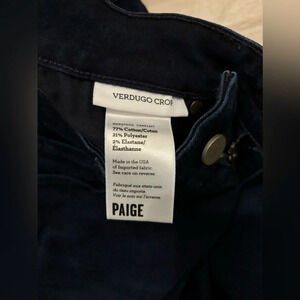 VERDUGO CROP
77% Cotton/Coton
21% Polyester
2% Elastane/
Elasthanne
Made in the USA
of Imported fabric.
See care on reverse.
Fabriqué aux états-unis
du tissu importé.
Voir le soin sur l'envers.
PAIGE